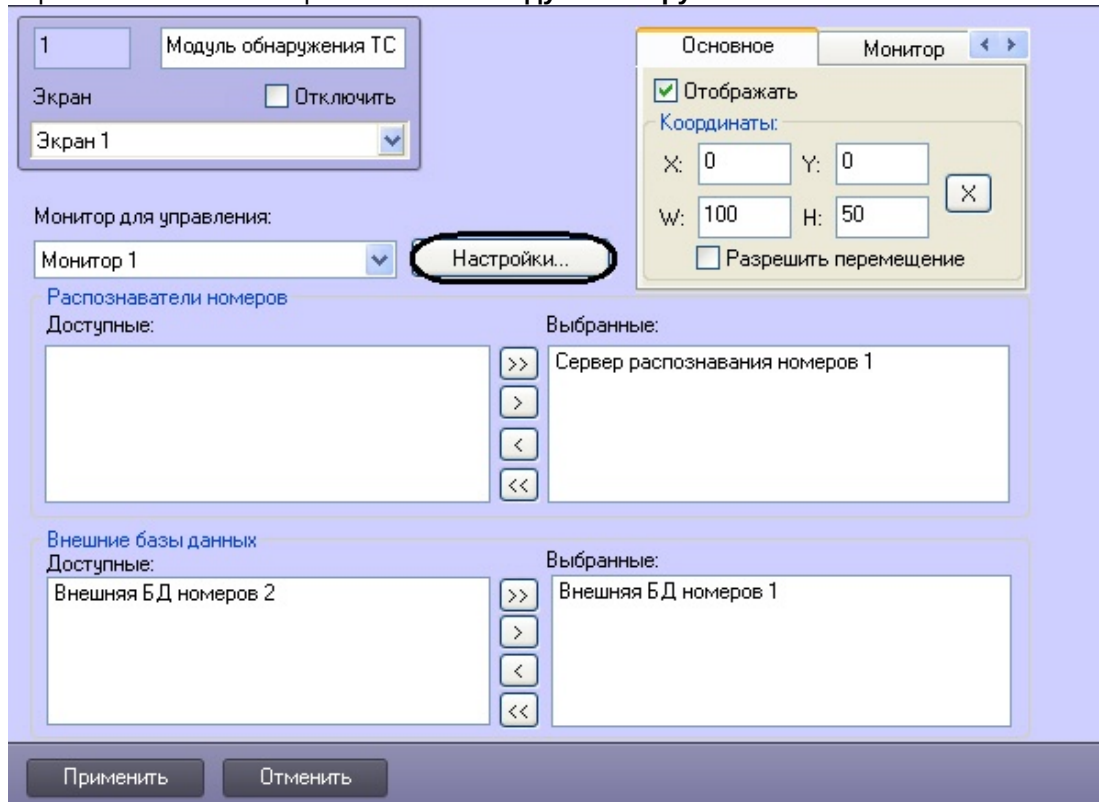 1
Модуль обнаружения ТС
Экран
Отключить
Экран 1
Основное
Монитор
Отображать
Координаты:
X: 0 Y: 0
X
W: 100 H: 50
Разрешить перемещение
Монитор для управления:
Монитор 1
Настройки...
Распознаватели номеров
Доступные:
Выбранные:
Сервер распознавания номеров 1
>>
>
<
<<
Внешние базы данных
Доступные:
Выбранные:
Внешняя БД номеров 2
Внешняя БД номеров 1
>>
>
<
<<
Применить
Отменить